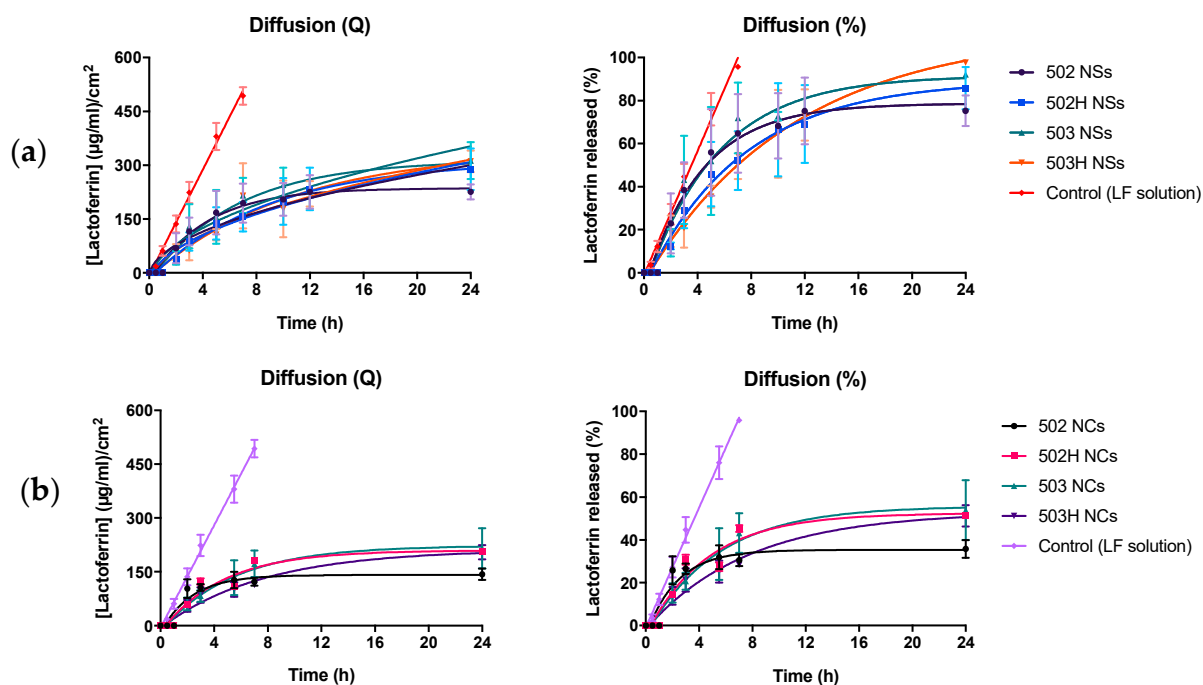 (a)
Diffusion (Q)
[Lactoferrin] (µg/ml)/cm²
600
450
300
150
0
0 4 8 12 16 20 24
Time (h)
Diffusion (%)
Lactoferrin released (%)
100
80
60
40
20
0
0 4 8 12 16 20 24
Time (h)
502 NSs
502H NSs
503 NSs
503H NSs
Control (LF solution)
(b)
Diffusion (Q)
[Lactoferrin] (µg/ml)/cm²
600
450
300
150
0
0 4 8 12 16 20 24
Time (h)
Diffusion (%)
Lactoferrin released (%)
100
80
60
40
20
0
0 4 8 12 16 20 24
Time (h)
502 NCs
502H NCs
503 NCs
503H NCs
Control (LF solution)